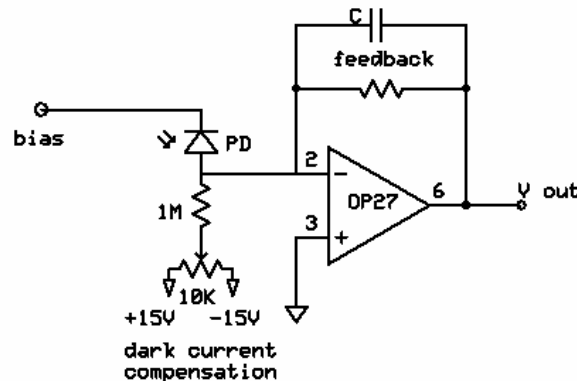 C
feedback
bias
PD
2
-
OP27
6
V out
1M
3
+
10K
+15V
-15V
dark current
compensation